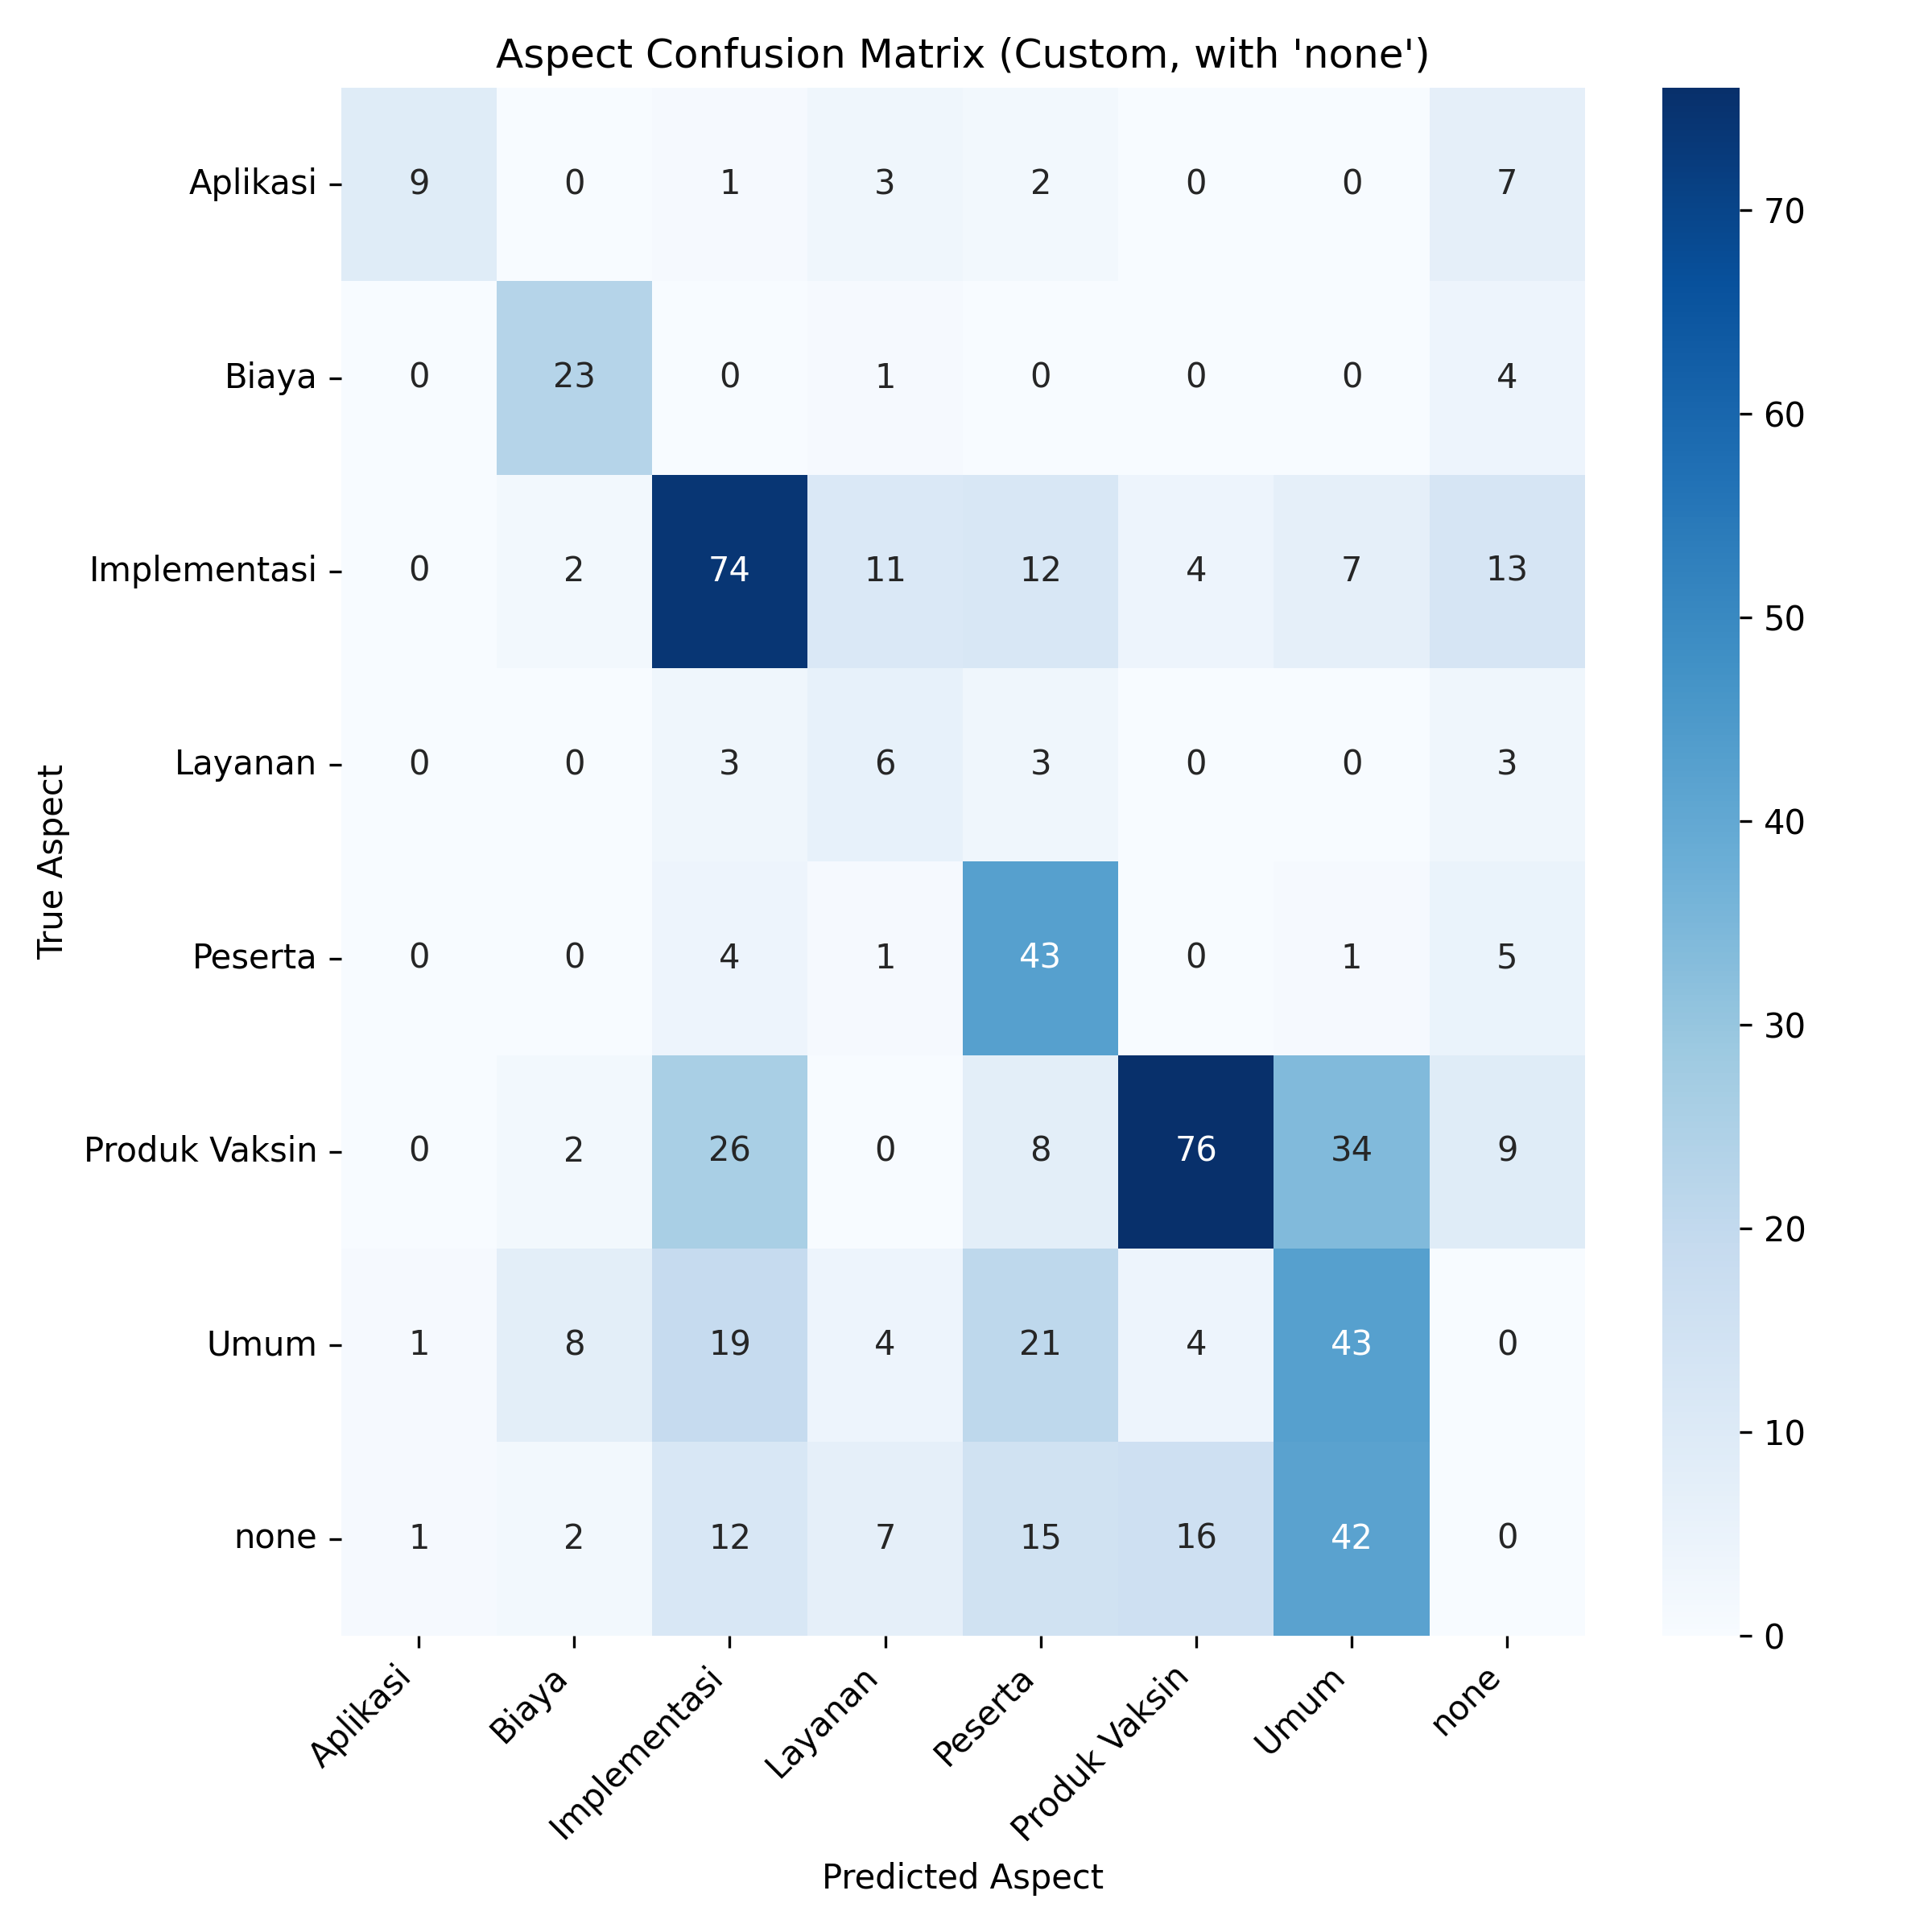 Aspect Confusion Matrix (Custom, with 'none')
True Aspect
Aplikasi 9 0 1 3 2 0 0 7
Biaya 0 23 0 1 0 0 0 4
Implementasi 0 2 74 11 12 4 7 13
Layanan 0 0 3 6 3 0 0 3
Peserta 0 0 4 1 43 0 1 5
Produk Vaksin 0 2 26 0 8 76 34 9
Umum 1 8 19 4 21 4 43 0
none 1 2 12 7 15 16 42 0
Aplikasi Biaya Implementasi Layanan Peserta Produk Vaksin Umum none
Predicted Aspect
70
60
50
40
30
20
10
0